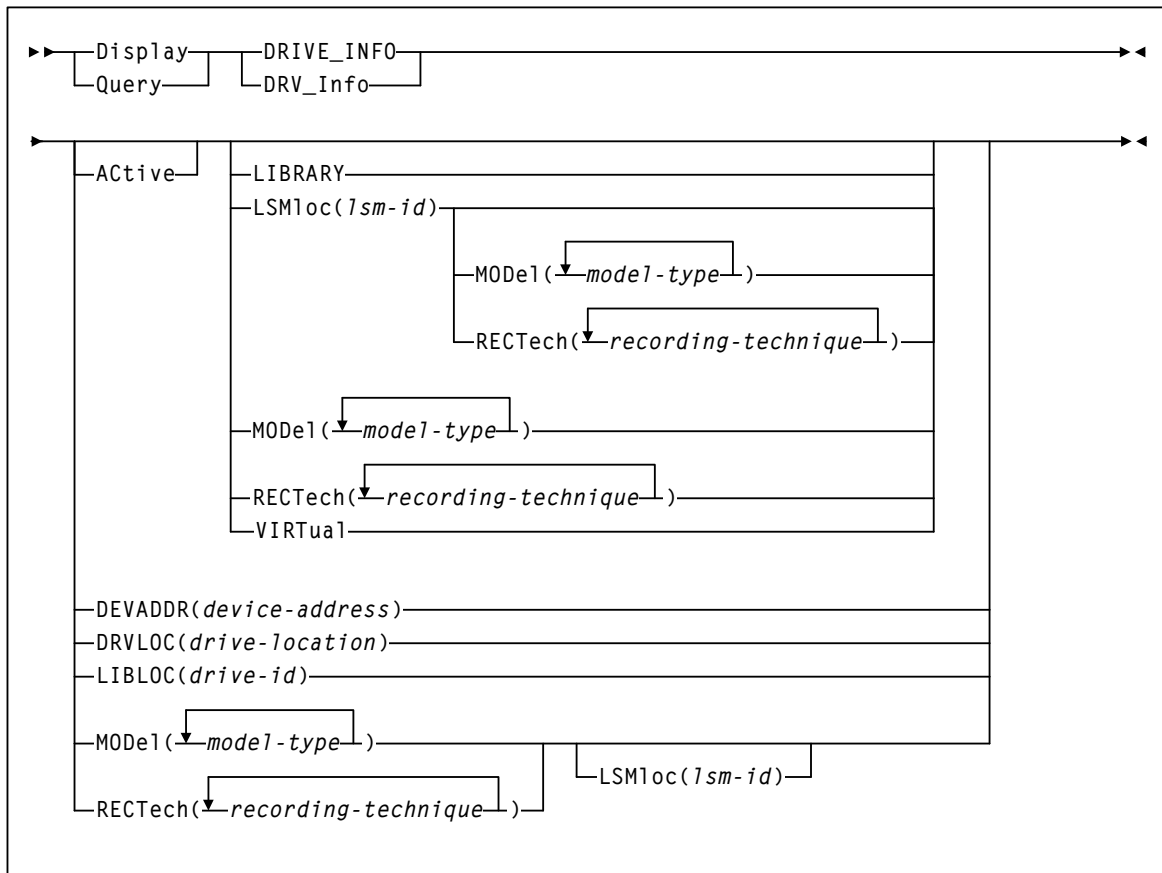 Display DRIVE_INFO
Query DRV_Info
ACtive LIBRARY
LSMloc(lsm-id)
MODel( model-type )
RECTech( recording-technique )
MODel( model-type )
RECTech( recording-technique )
VIRTual
DEVADDR(device-address)
DRVLOC(drive-location)
LIBLOC(drive-id)
MODel( model-type )
LSMloc(lsm-id)
RECTech( recording-technique )